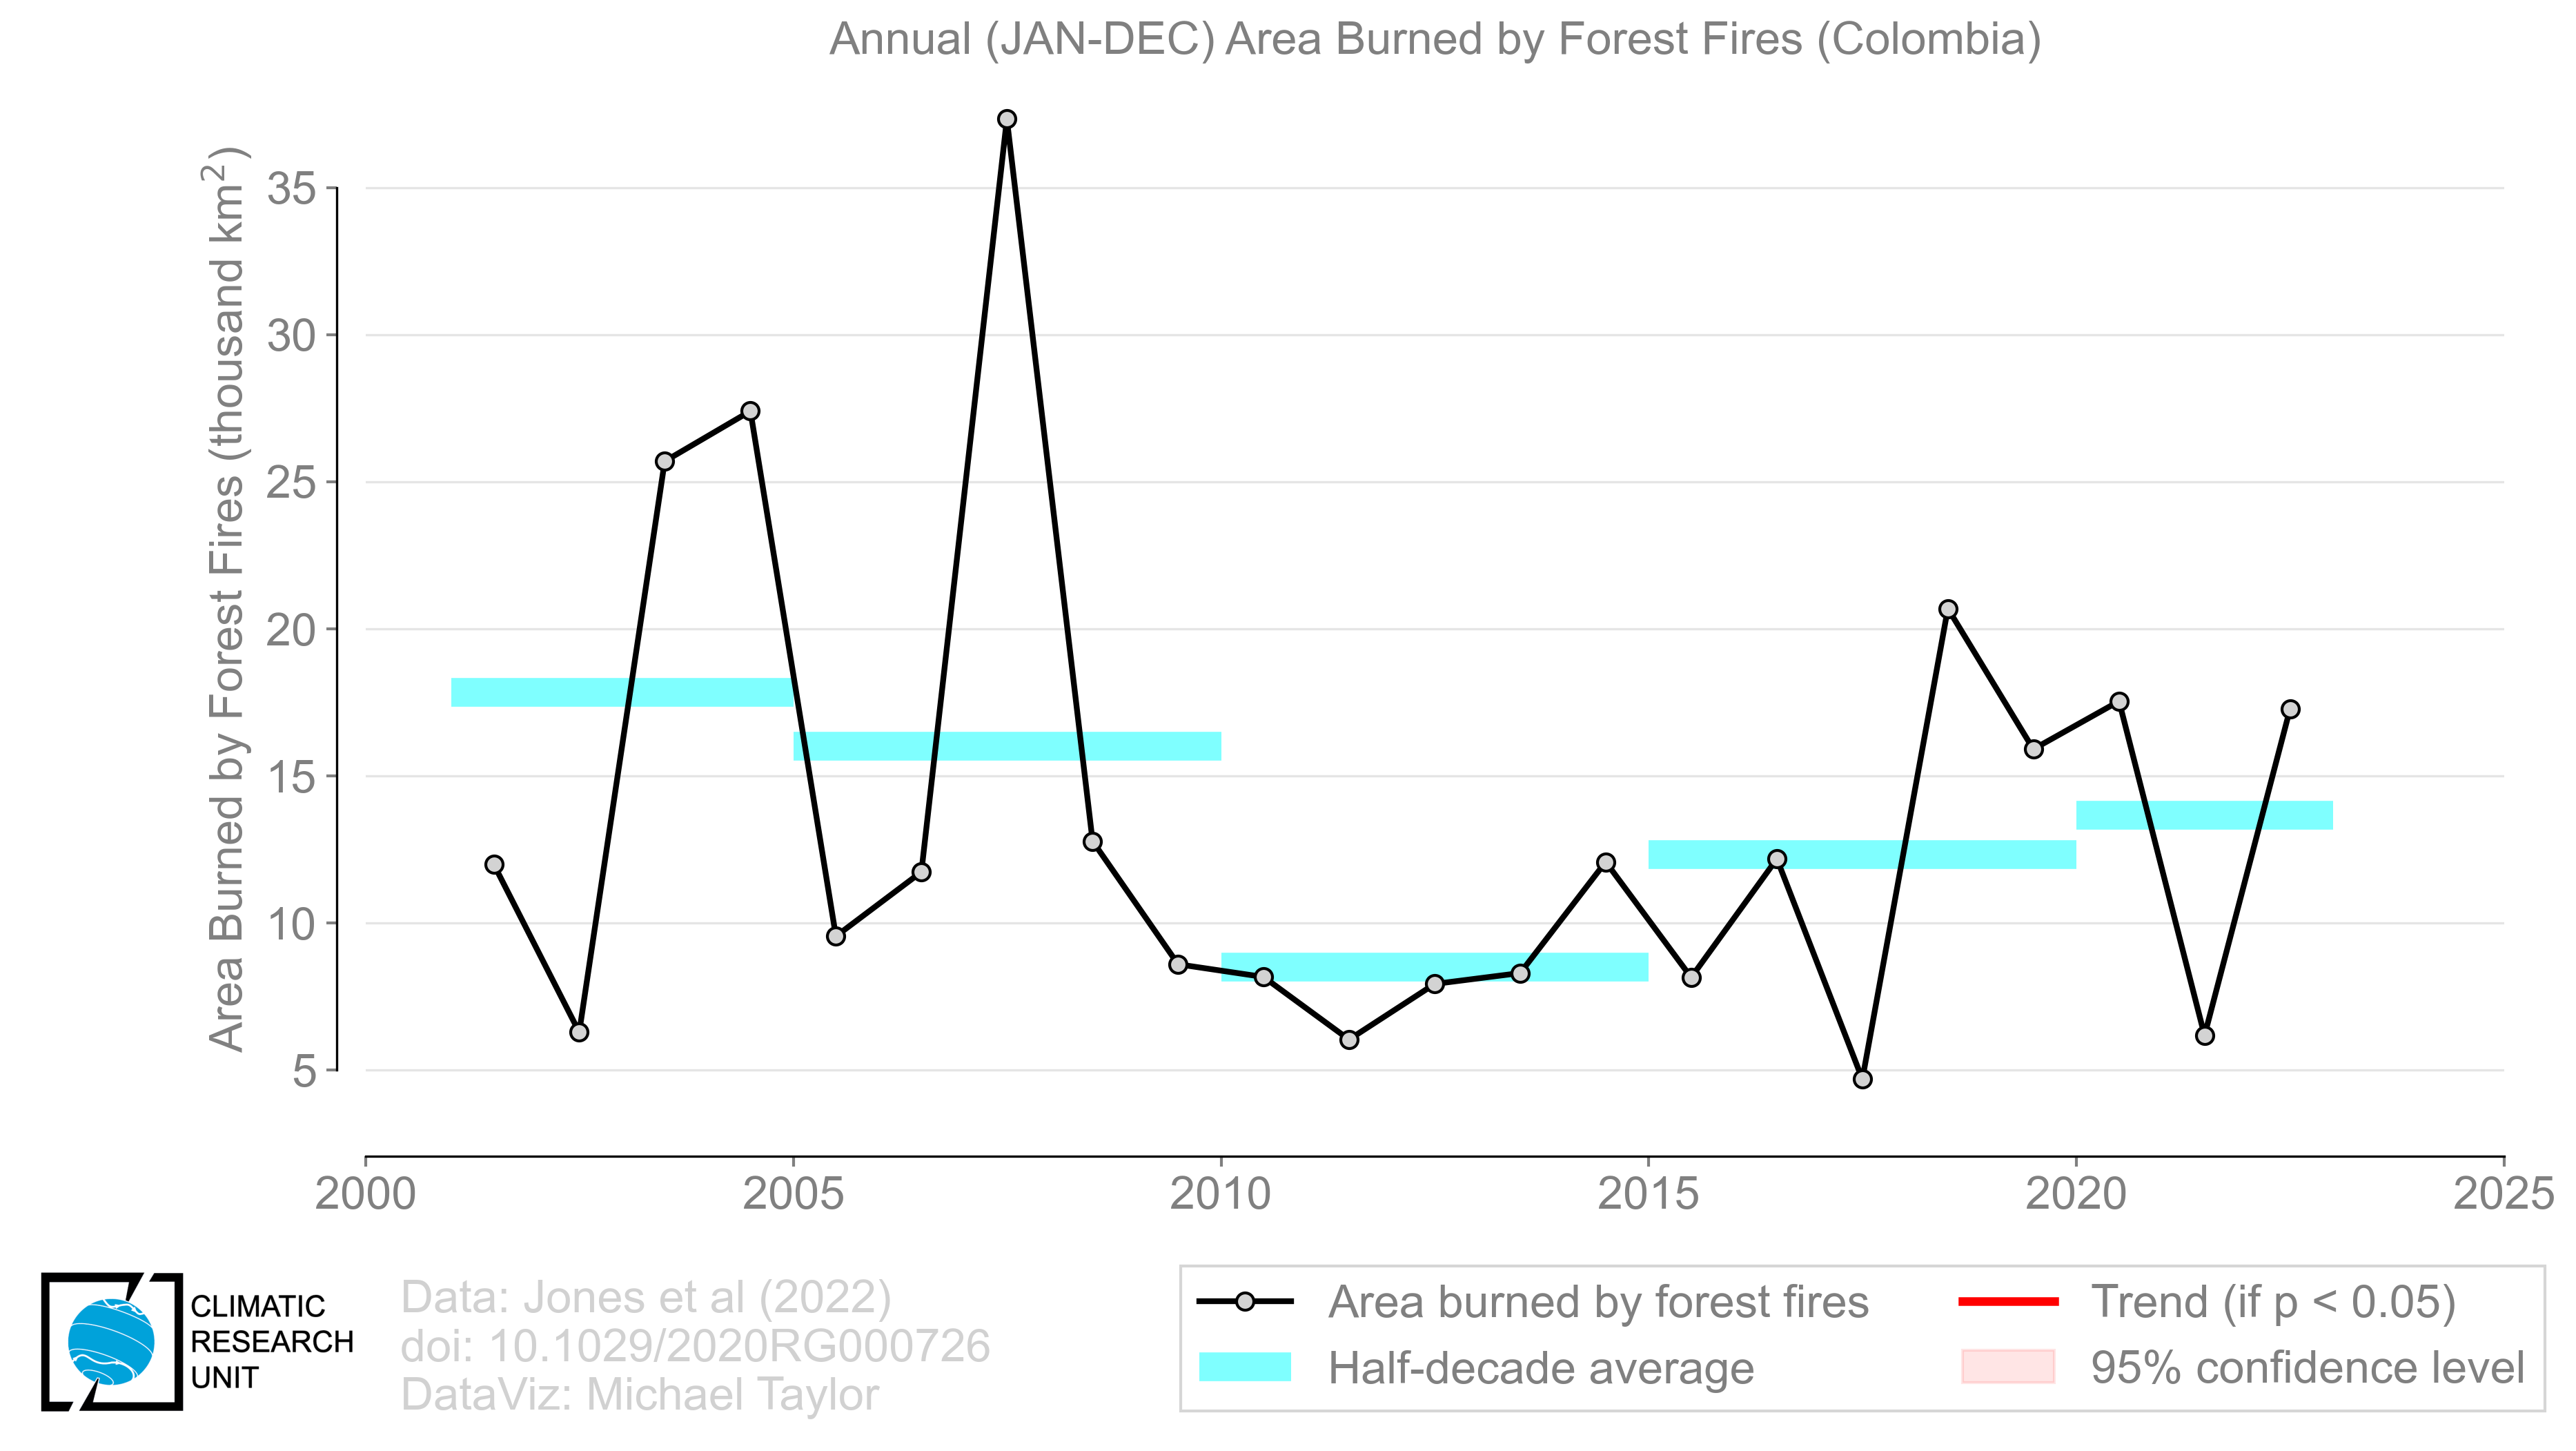 Annual (JAN-DEC) Area Burned by Forest Fires (Colombia)
Area Burned by Forest Fires (thousand km²)
35
30
25
20
15
10
5
2000 2005 2010 2015 2020 2025
CLIMATIC
RESEARCH
UNIT
Data: Jones et al (2022)
doi: 10.1029/2020RG000726
DataViz: Michael Taylor
Area burned by forest fires
Half-decade average
Trend (if p < 0.05)
95% confidence level